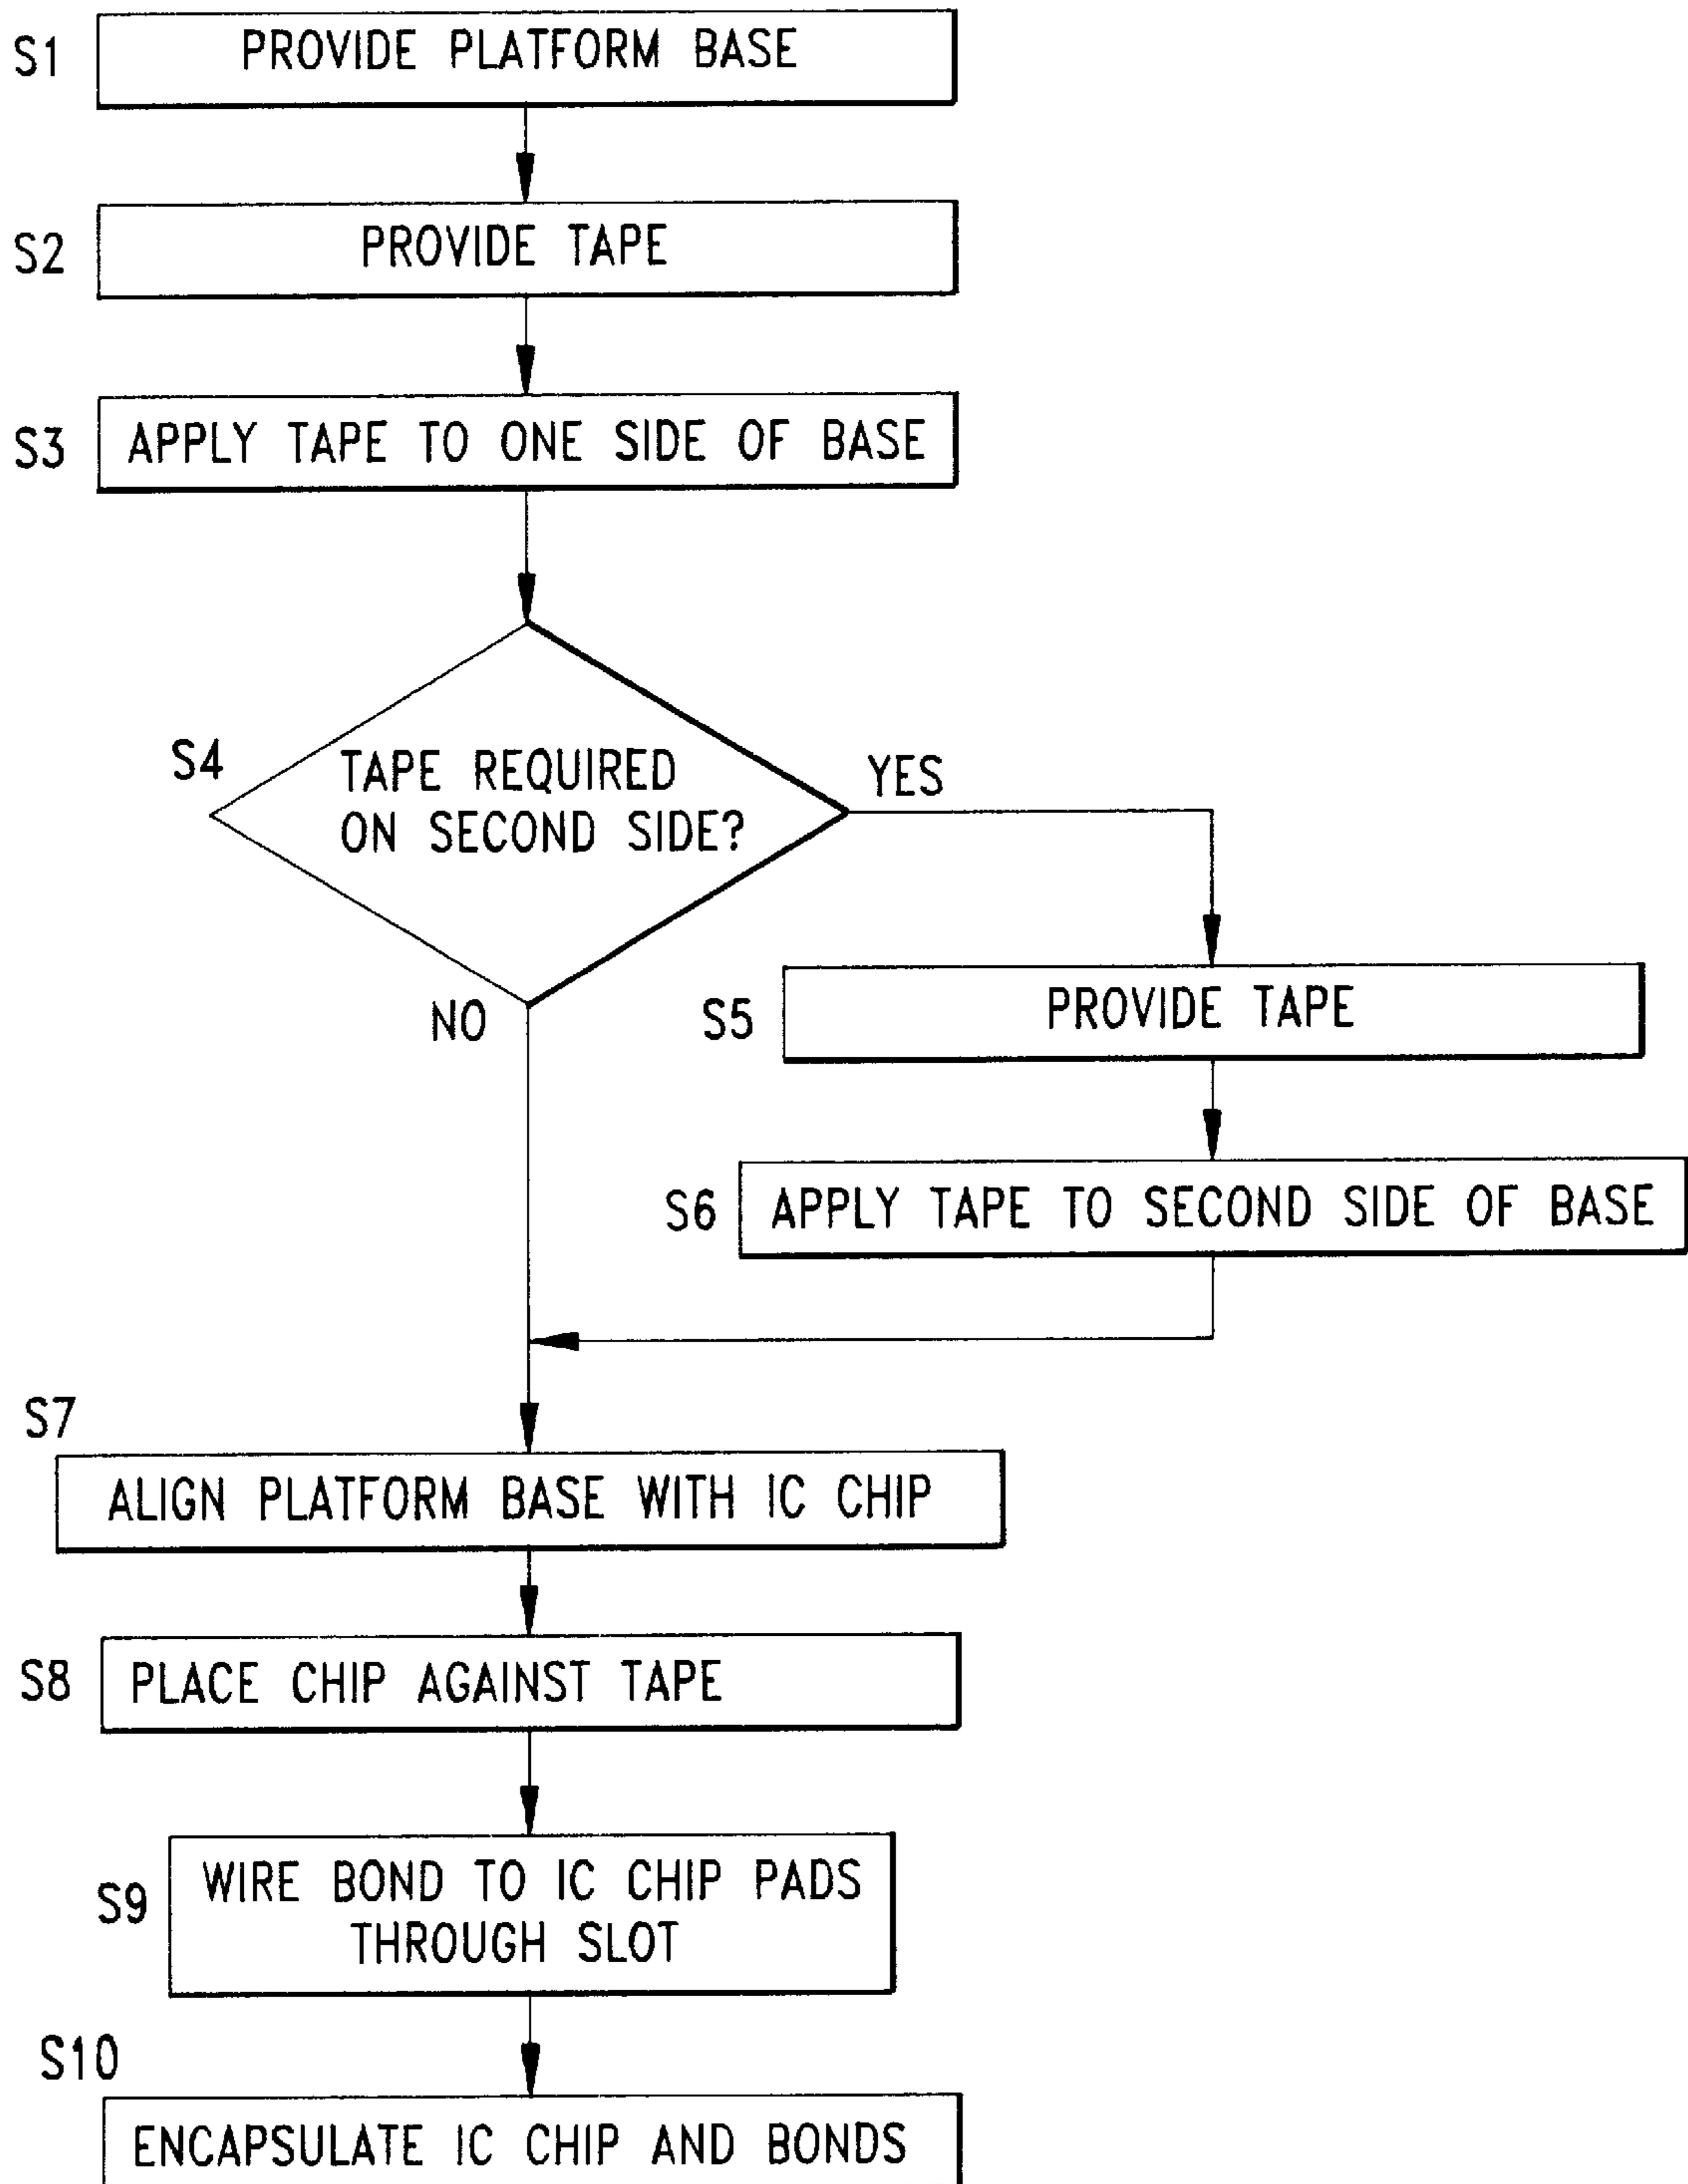 S1
PROVIDE PLATFORM BASE
S2
PROVIDE TAPE
S3
APPLY TAPE TO ONE SIDE OF BASE
S4
TAPE REQUIRED
ON SECOND SIDE?
YES
NO
S5
PROVIDE TAPE
S6
APPLY TAPE TO SECOND SIDE OF BASE
S7
ALIGN PLATFORM BASE WITH IC CHIP
S8
PLACE CHIP AGAINST TAPE
S9
WIRE BOND TO IC CHIP PADS
THROUGH SLOT
S10
ENCAPSULATE IC CHIP AND BONDS